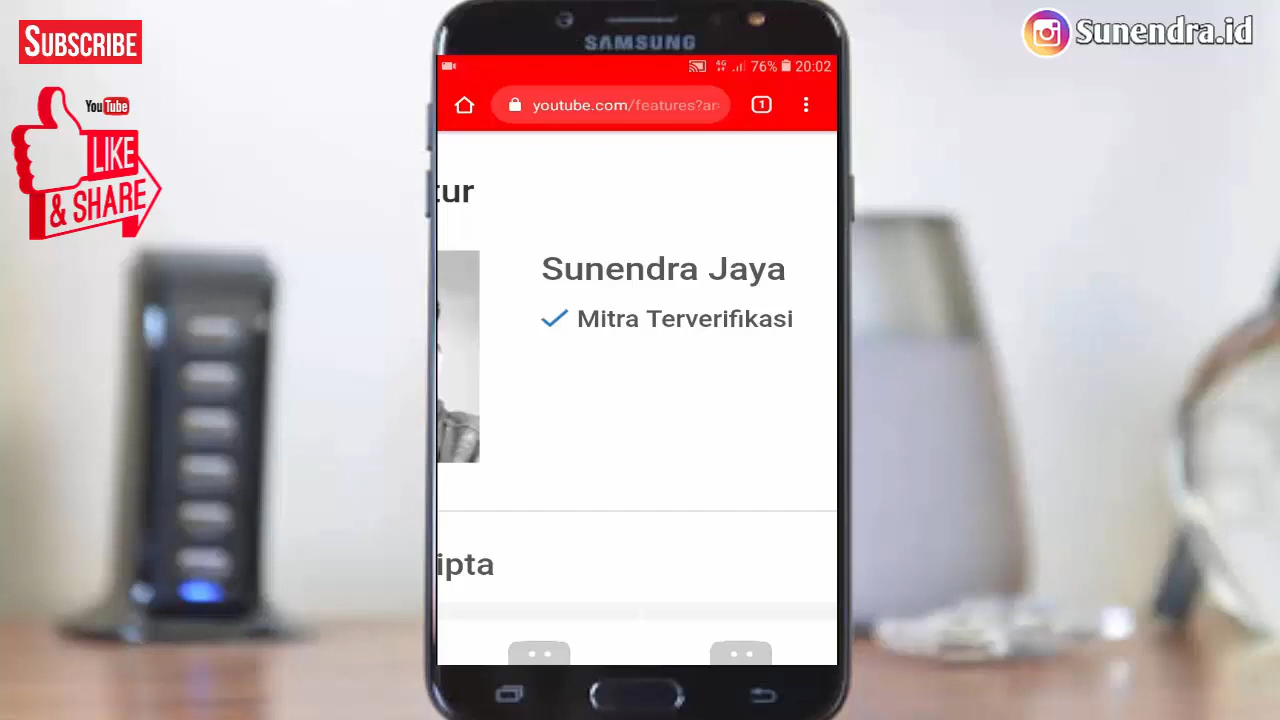 SUBSCRIBE
YouTube
LIKE
& SHARE
Sunendra.id
SAMSUNG
4G 76% 20:02
youtube.com/features?ar
1
tur
Sunendra Jaya
Mitra Terverifikasi
ipta